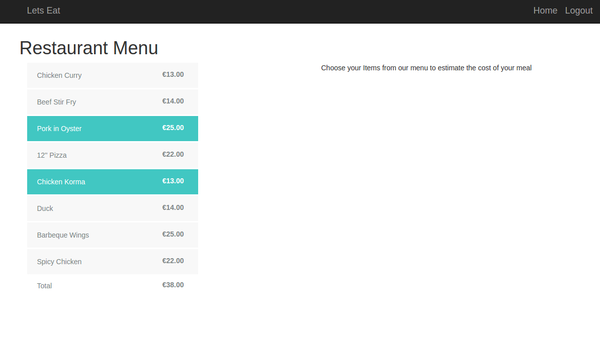 Lets Eat Home Logout
Restaurant Menu
Choose your Items from our menu to estimate the cost of your meal
Chicken Curry €13.00
Beef Stir Fry €14.00
Pork in Oyster €25.00
12" Pizza €22.00
Chicken Korma €13.00
Duck €14.00
Barbeque Wings €25.00
Spicy Chicken €22.00
Total €38.00